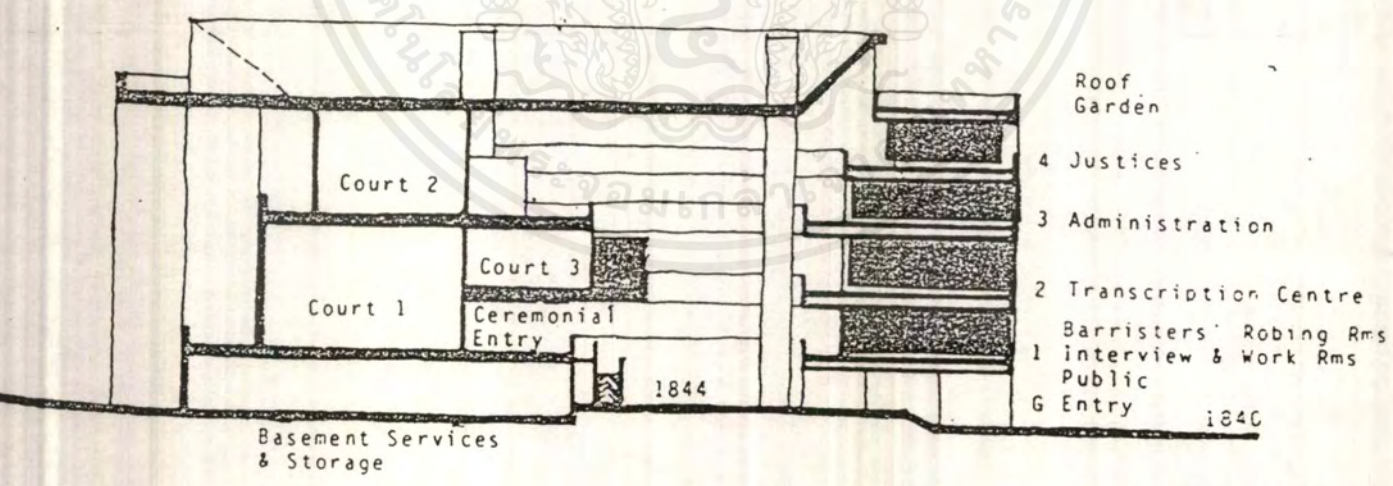 Roof
Garden
4 Justices
3 Administration
2 Transcription Centre
Barristers' Robing Rms
1 Interview & Work Rms
Public
G Entry
1840
Court 2
Court 3
Court 1
Ceremonial
Entry
1844
Basement Services
& Storage